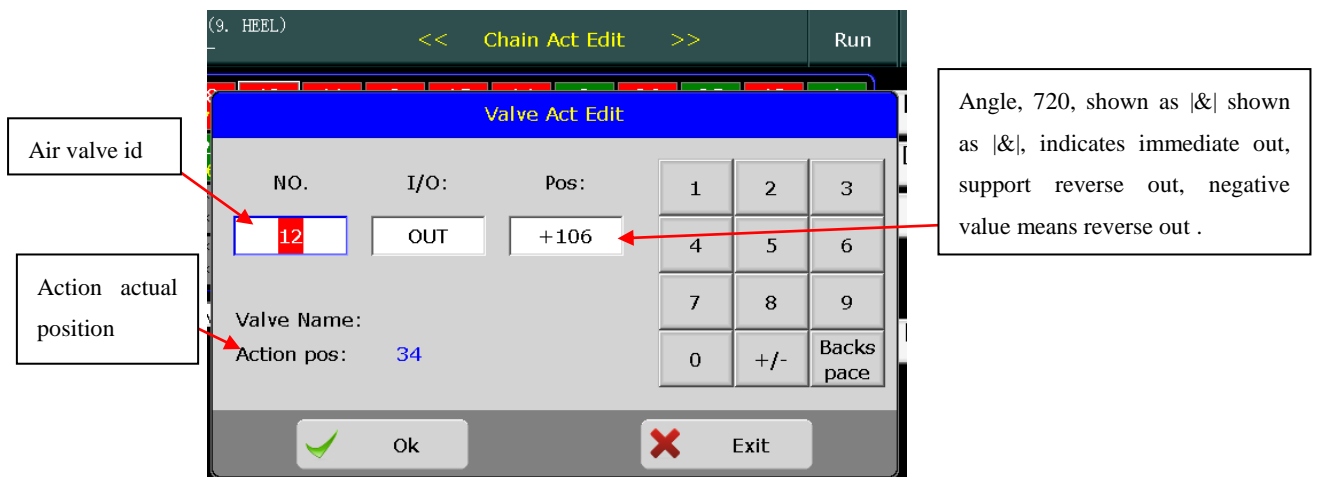 (9. HEEL)
<< Chain Act Edit >>
Run
Valve Act Edit
Air valve id
NO.
I/O:
Pos:
12
OUT
+106
Action actual
position
Valve Name:
Action pos: 34
1 2 3
4 5 6
7 8 9
0 +/- Backs
pace
Ok
Exit
Angle, 720, shown as |&| shown
as |&|, indicates immediate out,
support reverse out, negative
value means reverse out .